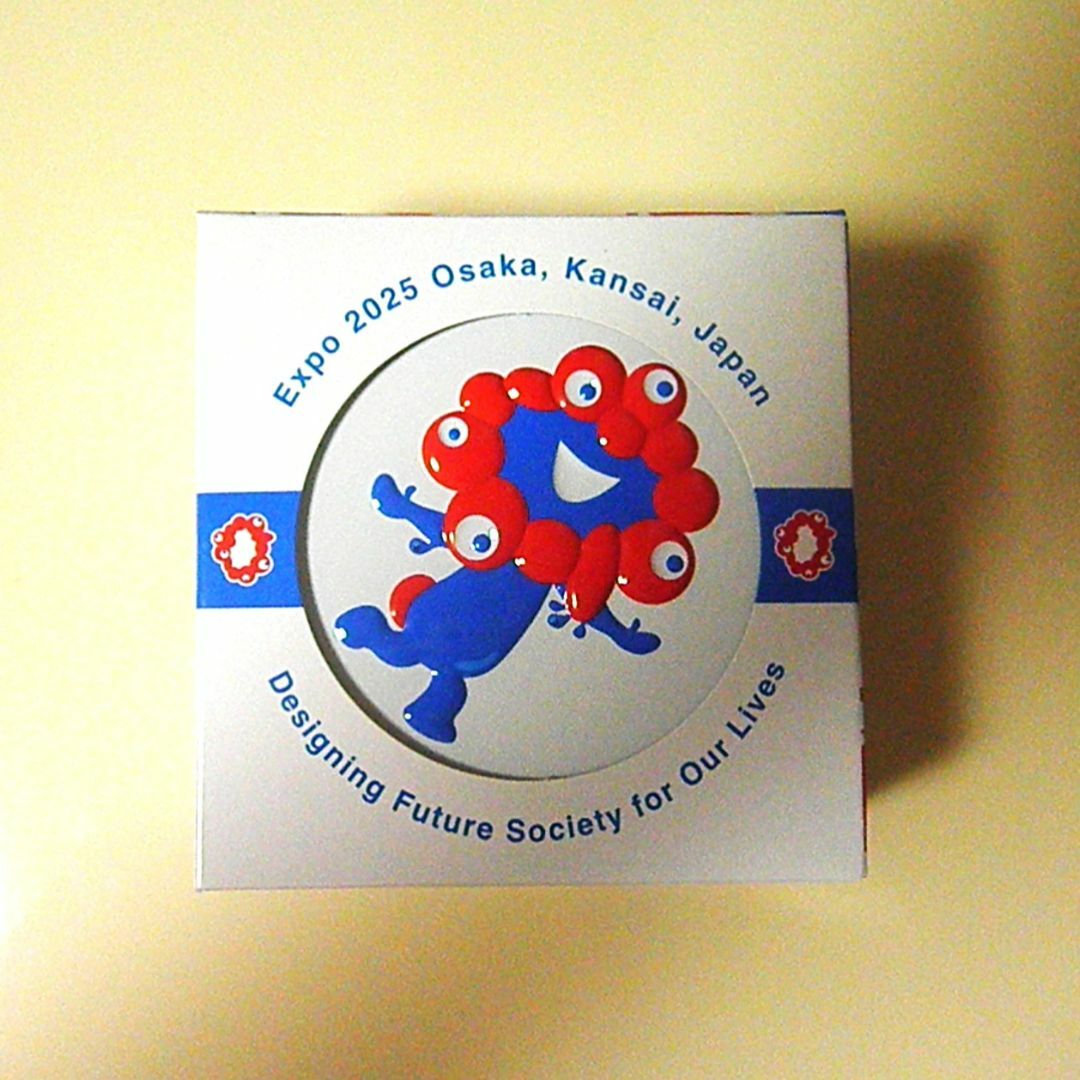 Expo 2025 Osaka, Kansai, Japan
Designing Future Society for Our Lives